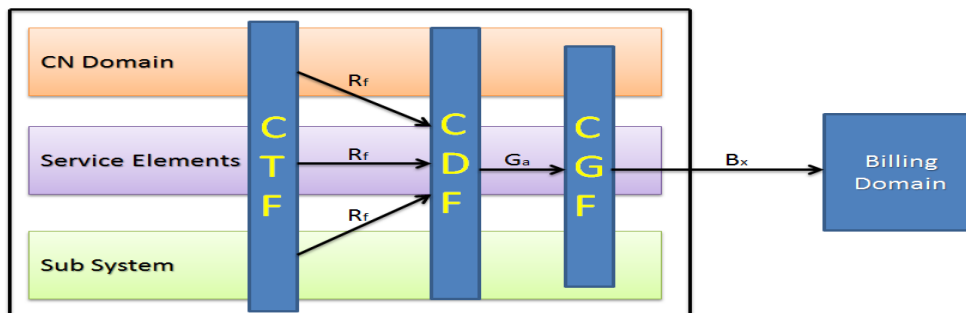 CN Domain
Service Elements
Sub System
C
T
F
Rf
Rf
Rf
C
D
F
Ga
C
G
F
Bx
Billing
Domain